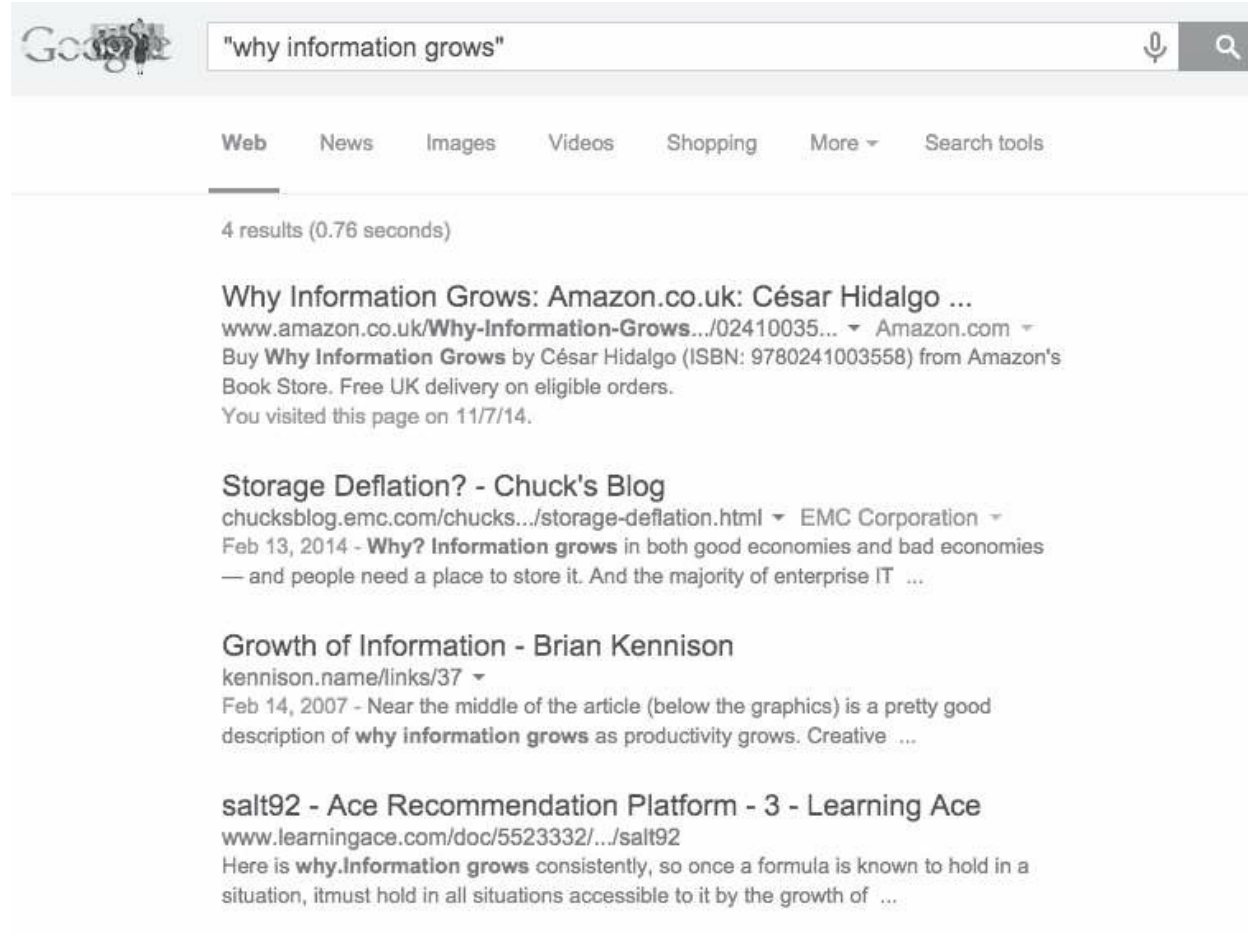 Google
"why information grows"
Web News Images Videos Shopping More Search tools
4 results (0.76 seconds)
Why Information Grows: Amazon.co.uk: César Hidalgo ...
www.amazon.co.uk/Why-Information-Grows.../02410035... Amazon.com
Buy Why Information Grows by César Hidalgo (ISBN: 9780241003558) from Amazon's
Book Store. Free UK delivery on eligible orders.
You visited this page on 11/7/14.
Storage Deflation? - Chuck's Blog
chucksblog.emc.com/chucks.../storage-deflation.html EMC Corporation
Feb 13, 2014 - Why? Information grows in both good economies and bad economies
— and people need a place to store it. And the majority of enterprise IT ...
Growth of Information - Brian Kennison
kennison.name/links/37
Feb 14, 2007 - Near the middle of the article (below the graphics) is a pretty good
description of why information grows as productivity grows. Creative ...
salt92 - Ace Recommendation Platform - 3 - Learning Ace
www.learningace.com/doc/5523332/.../salt92
Here is why.Information grows consistently, so once a formula is known to hold in a
situation, itmust hold in all situations accessible to it by the growth of ...